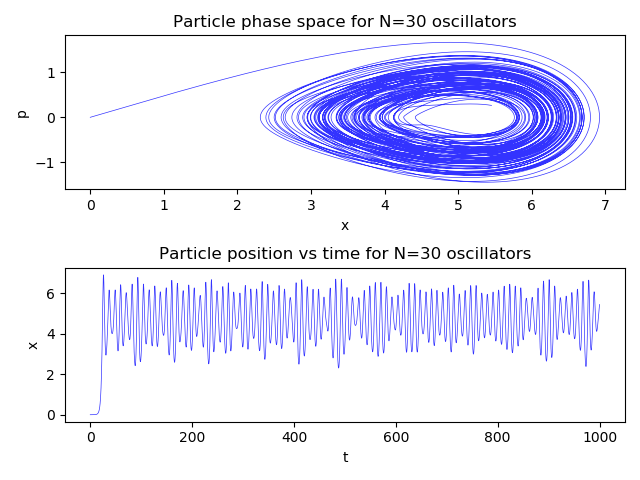 Particle phase space for N=30 oscillators
1
0
−1
p
0 1 2 3 4 5 6 7
x
Particle position vs time for N=30 oscillators
6
4
2
0
x
0 200 400 600 800 1000
t